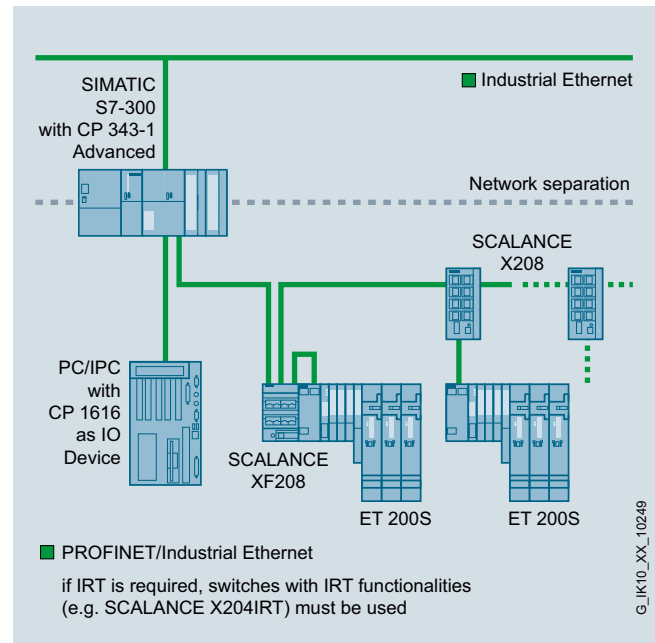 SIMATIC
S7-300
with CP 343-1
Advanced
Industrial Ethernet
Network separation
SCALANCE
X208
PC/IPC
with
CP 1616
as IO
Device
SCALANCE
XF208
ET 200S
ET 200S
PROFINET/Industrial Ethernet
if IRT is required, switches with IRT functionalities
(e.g. SCALANCE X204IRT) must be used
G_IK10_XX_10249